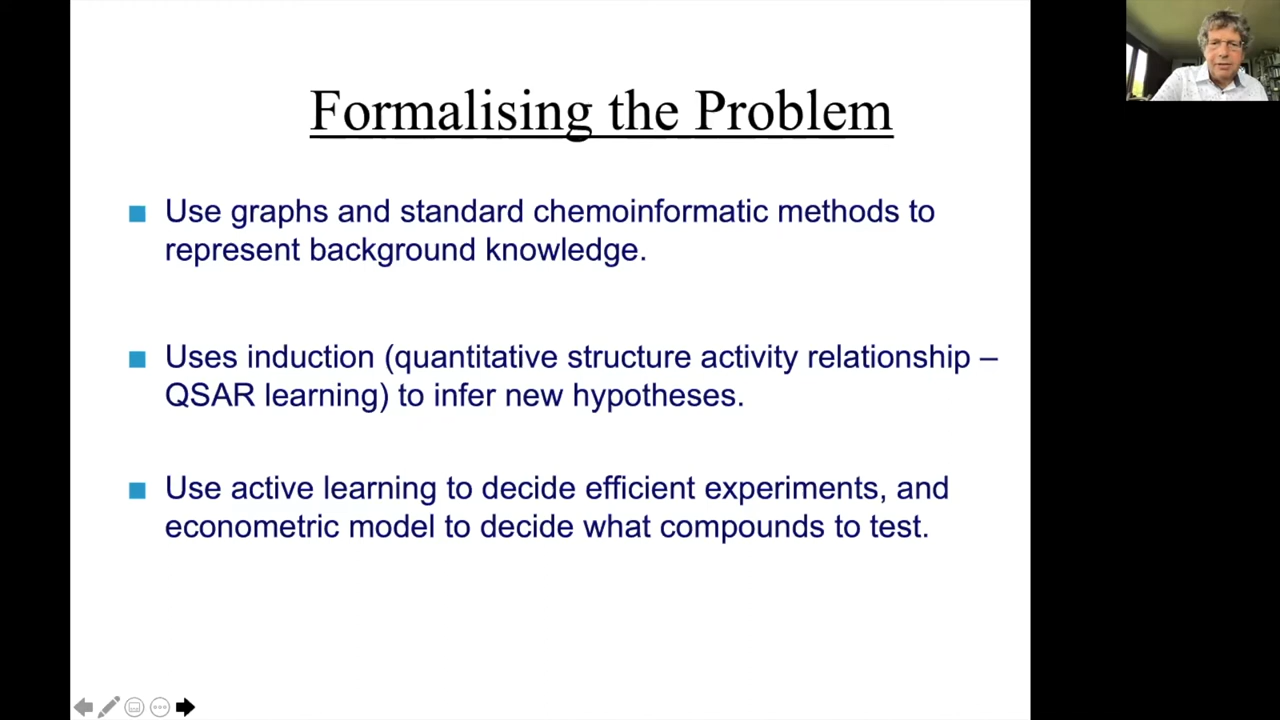 Formalising the Problem
Use graphs and standard chemoinformatic methods to
represent background knowledge.
Uses induction (quantitative structure activity relationship –
QSAR learning) to infer new hypotheses.
Use active learning to decide efficient experiments, and
econometric model to decide what compounds to test.